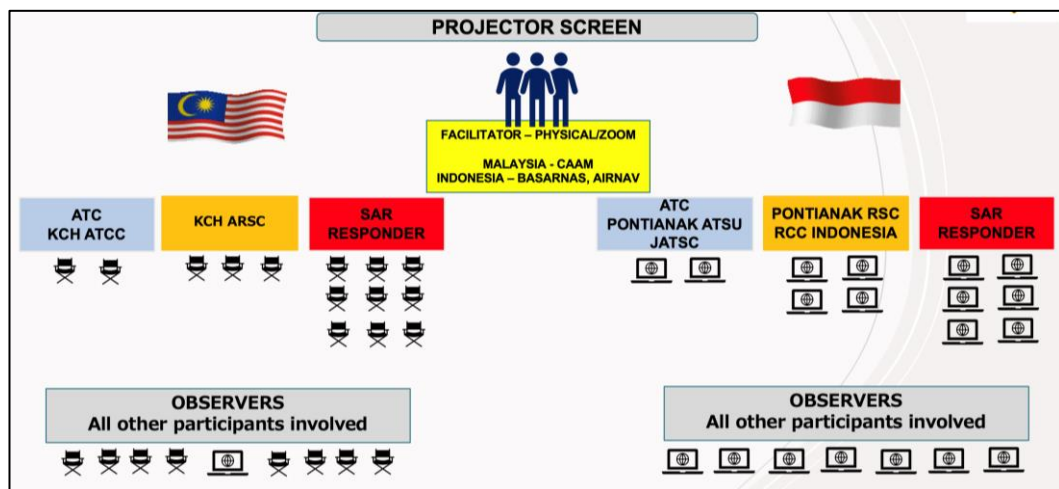 PROJECTOR SCREEN
FACILITATOR – PHYSICAL/ZOOM
MALAYSIA - CAAM
INDONESIA – BASARNAS, AIRNAV
ATC
KCH ATCC
KCH ARSC
SAR
RESPONDER
ATC
PONTIANAK ATSU
JATSC
PONTIANAK RSC
RCC INDONESIA
SAR
RESPONDER
OBSERVERS
All other participants involved
OBSERVERS
All other participants involved